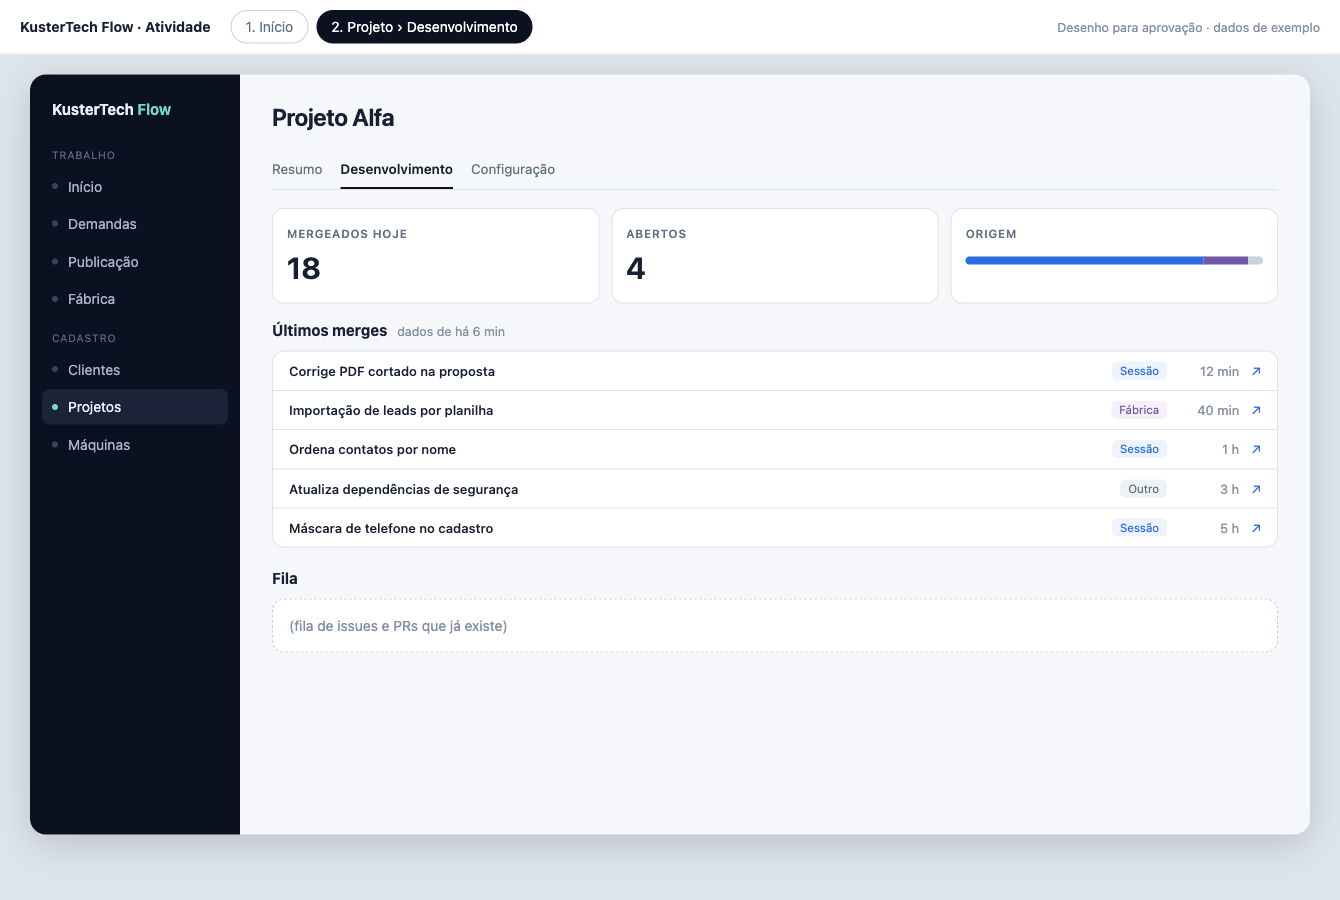 KusterTech Flow · Atividade
1. Início
2. Projeto › Desenvolvimento
Desenho para aprovação · dados de exemplo
KusterTech Flow
TRABALHO
Início
Demandas
Publicação
Fábrica
CADASTRO
Clientes
Projetos
Máquinas
Projeto Alfa
Resumo Desenvolvimento Configuração
MERGEADOS HOJE
18
ABERTOS
4
ORIGEM
Últimos merges dados de há 6 min
Corrige PDF cortado na proposta Sessão 12 min ↗
Importação de leads por planilha Fábrica 40 min ↗
Ordena contatos por nome Sessão 1 h ↗
Atualiza dependências de segurança Outro 3 h ↗
Máscara de telefone no cadastro Sessão 5 h ↗
Fila
(fila de issues e PRs que já existe)